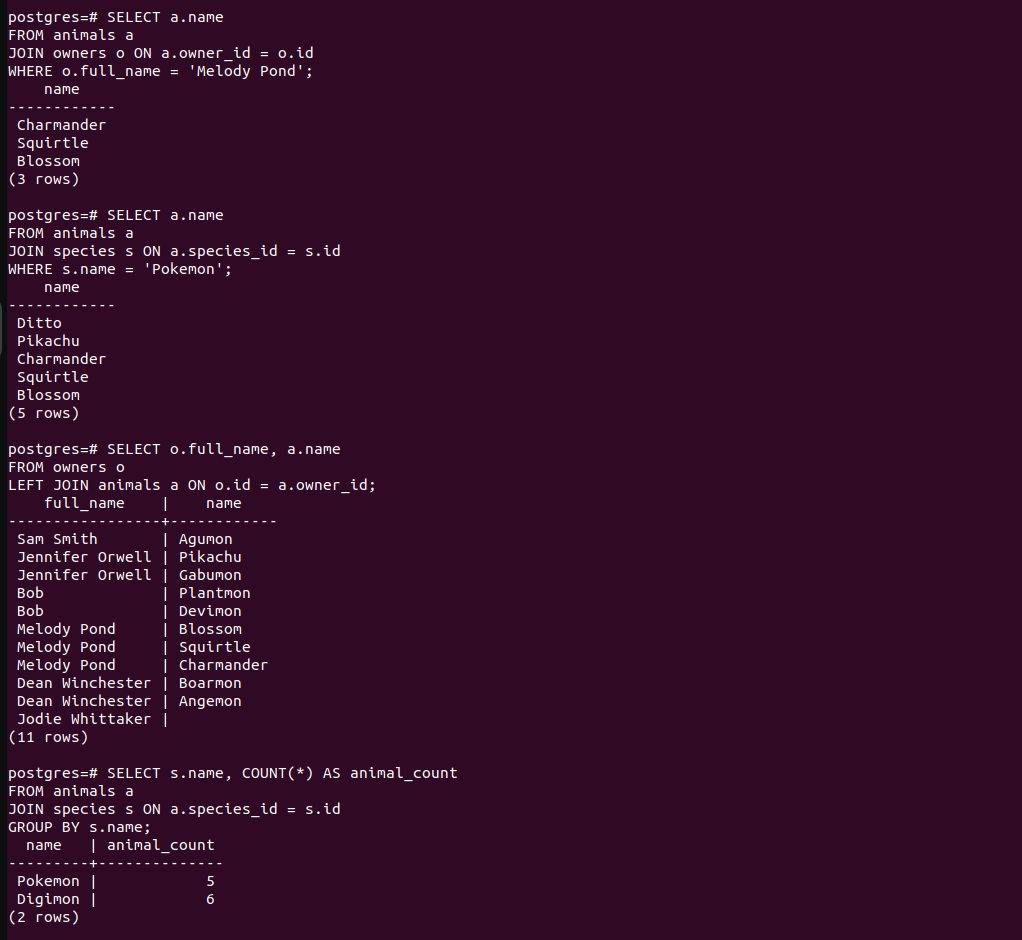 postgres=# SELECT a.name
FROM animals a
JOIN owners o ON a.owner_id = o.id
WHERE o.full_name = 'Melody Pond';
    name
------------
 Charmander
 Squirtle
 Blossom
(3 rows)

postgres=# SELECT a.name
FROM animals a
JOIN species s ON a.species_id = s.id
WHERE s.name = 'Pokemon';
    name
------------
 Ditto
 Pikachu
 Charmander
 Squirtle
 Blossom
(5 rows)

postgres=# SELECT o.full_name, a.name
FROM owners o
LEFT JOIN animals a ON o.id = a.owner_id;
    full_name    |    name
-----------------+------------
 Sam Smith       | Agumon
 Jennifer Orwell | Pikachu
 Jennifer Orwell | Gabumon
 Bob             | Plantmon
 Bob             | Devimon
 Melody Pond     | Blossom
 Melody Pond     | Squirtle
 Melody Pond     | Charmander
 Dean Winchester | Boarmon
 Dean Winchester | Angemon
 Jodie Whittaker |
(11 rows)

postgres=# SELECT s.name, COUNT(*) AS animal_count
FROM animals a
JOIN species s ON a.species_id = s.id
GROUP BY s.name;
  name   | animal_count
---------+--------------
 Pokemon |            5
 Digimon |            6
(2 rows)